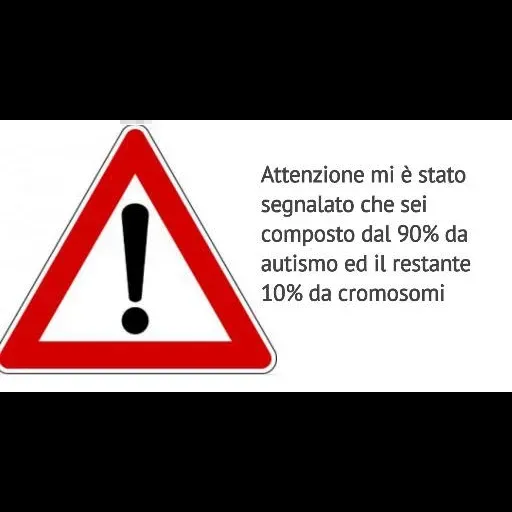 Attenzione mi è stato
segnalato che sei
composto dal 90% da
autismo ed il restante
10% da cromosomi